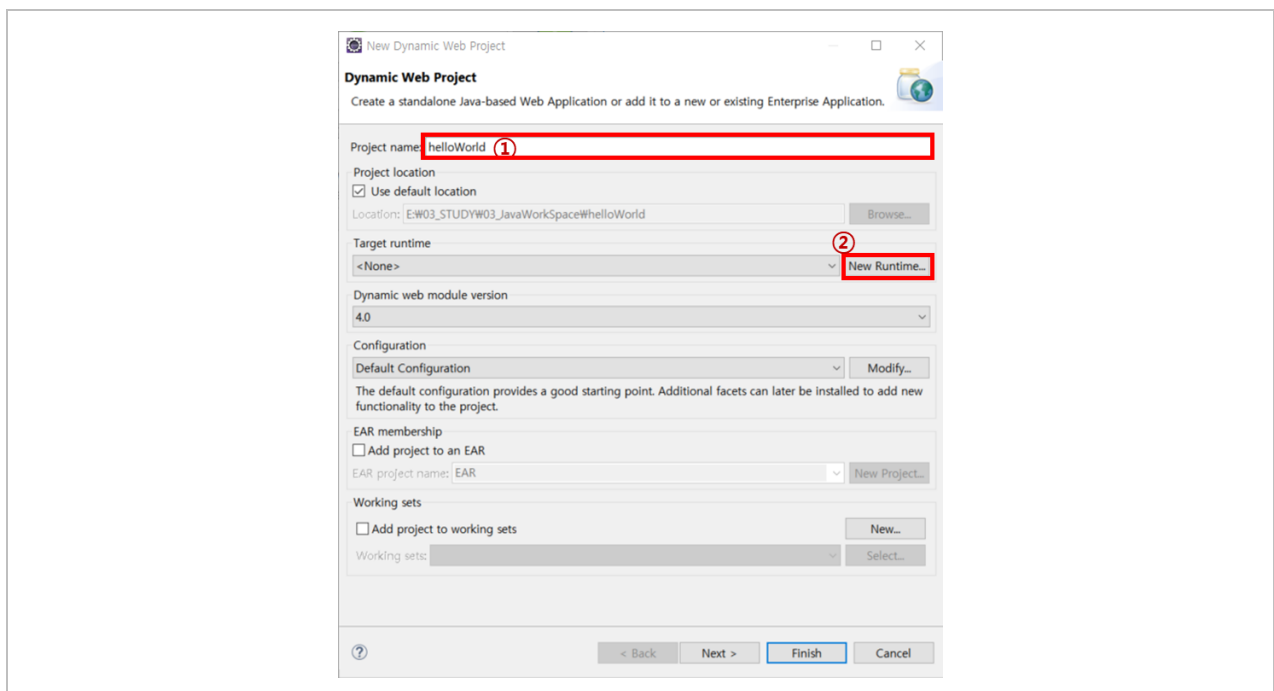 New Dynamic Web Project
Dynamic Web Project
Create a standalone Java-based Web Application or add it to a new or existing Enterprise Application.
Project name: helloWorld ①
Project location
Use default location
Location: E:₩03_STUDY₩03_JavaWorkSpace₩helloWorld Browse...
Target runtime ②
<None> New Runtime...
Dynamic web module version
4.0
Configuration
Default Configuration Modify...
The default configuration provides a good starting point. Additional facets can later be installed to add new
functionality to the project.
EAR membership
Add project to an EAR
EAR project name: EAR New Project...
Working sets
Add project to working sets New...
Working sets: Select...
? < Back Next > Finish Cancel